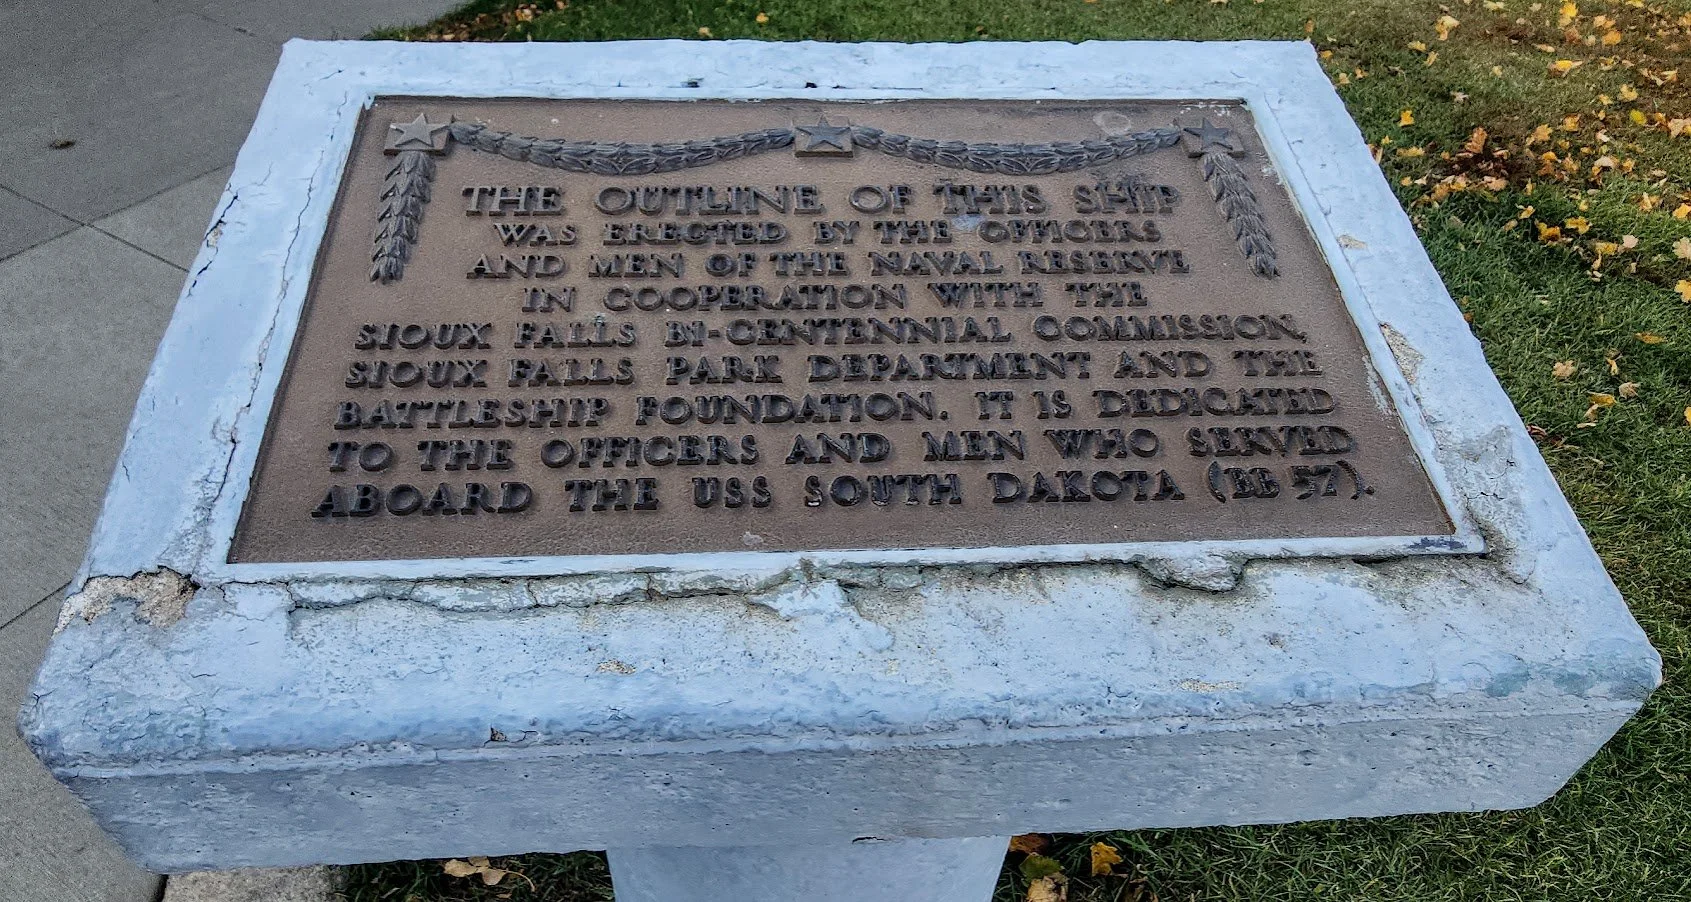 THE OUTLINE OF THIS SHIP
WAS ERECTED BY THE OFFICERS
AND MEN OF THE NAVAL RESERVE
IN COOPERATION WITH THE
SIOUX FALLS BI-CENTENNIAL COMMISSION,
SIOUX FALLS PARK DEPARTMENT AND THE
BATTLESHIP FOUNDATION. IT IS DEDICATED
TO THE OFFICERS AND MEN WHO SERVED
ABOARD THE USS SOUTH DAKOTA (BB 57).